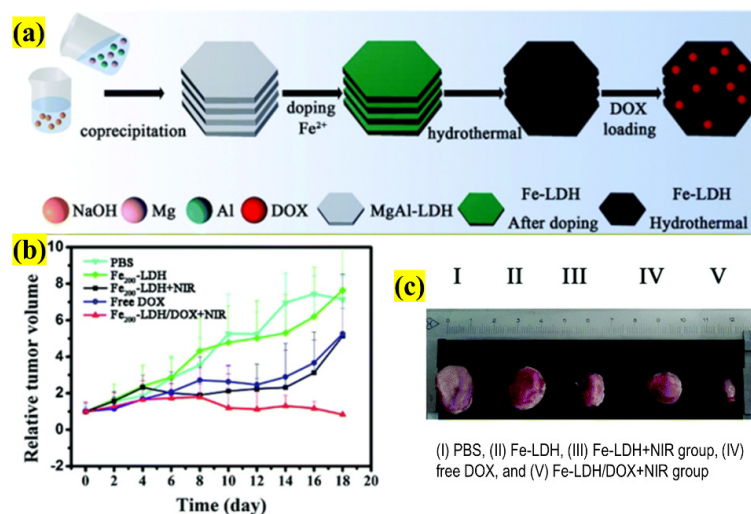 (a)
coprecipitation
doping
Fe²⁺
hydrothermal
DOX
loading
NaOH
Mg
Al
DOX
MgAl-LDH
Fe-LDH
After doping
Fe-LDH
Hydrothermal
(b)
Relative tumor volume
10
8
6
4
2
0
-2
PBS
Fe₂₀₀-LDH
Fe₂₀₀-LDH+NIR
Free DOX
Fe₂₀₀-LDH/DOX+NIR
0 2 4 6 8 10 12 14 16 18 20
Time (day)
(c)
I II III IV V
(I) PBS, (II) Fe-LDH, (III) Fe-LDH+NIR group, (IV)
free DOX, and (V) Fe-LDH/DOX+NIR group